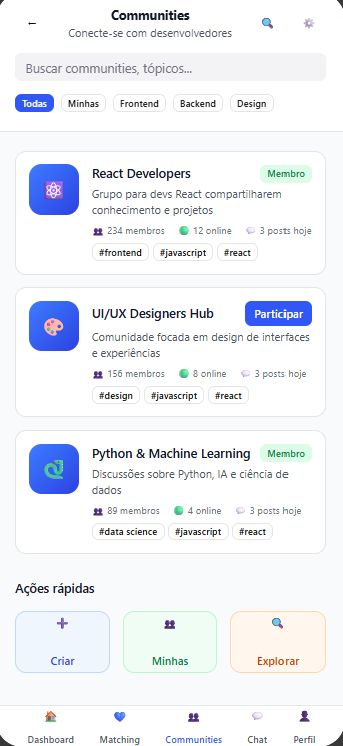 Communities
Conecte-se com desenvolvedores
Buscar communities, tópicos...
Todas Minhas Frontend Backend Design
React Developers Membro
Grupo para devs React compartilharem
conhecimento e projetos
234 membros 12 online 3 posts hoje
#frontend #javascript #react
UI/UX Designers Hub Participar
Comunidade focada em design de interfaces
e experiências
156 membros 8 online 3 posts hoje
#design #javascript #react
Python & Machine Learning Membro
Discussões sobre Python, IA e ciência de
dados
89 membros 4 online 3 posts hoje
#data science #javascript #react
Ações rápidas
Criar Minhas Explorar
Dashboard Matching Communities Chat Perfil